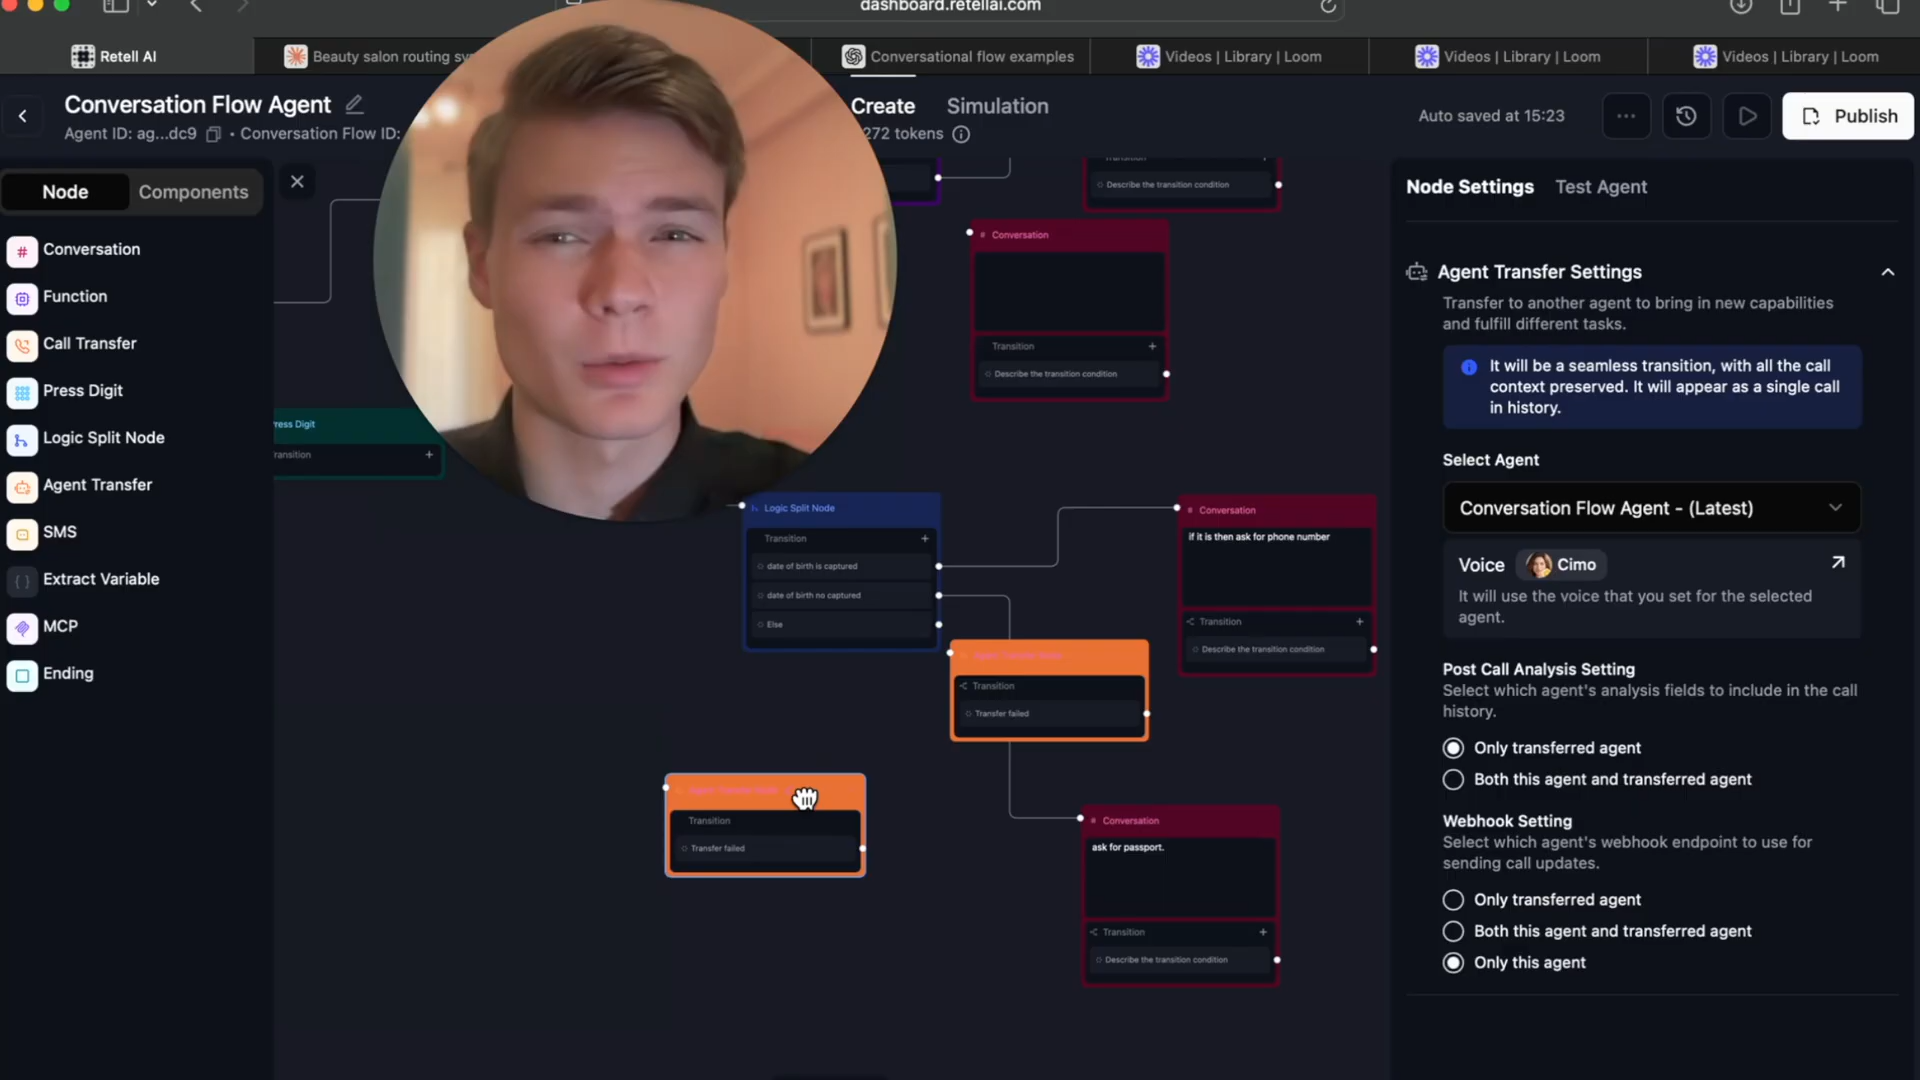 dashboard.retellai.com
Retell AI
Beauty salon routing sy
Conversational flow examples
Videos | Library | Loom
Videos | Library | Loom
Videos | Library | Loom
Conversation Flow Agent
Agent ID: ag...dc9 • Conversation Flow ID:
Create
Simulation
272 tokens
Auto saved at 15:23
Publish
Node
Components
Conversation
Function
Call Transfer
Press Digit
Logic Split Node
Agent Transfer
SMS
Extract Variable
MCP
Ending
ress Digit
ransition
Transition
Describe the transition condition
# Conversation
Transition
Describe the transition condition
Logic Split Node
Transition
date of birth is captured
date of birth no captured
Else
# Conversation
if it is then ask for phone number
Transition
Describe the transition condition
Agent Transfer Node
Transition
Transfer failed
Agent Transfer Node
Transition
Transfer failed
# Conversation
ask for passport.
Transition
Describe the transition condition
Node Settings
Test Agent
Agent Transfer Settings
Transfer to another agent to bring in new capabilities
and fulfill different tasks.
It will be a seamless transition, with all the call
context preserved. It will appear as a single call
in history.
Select Agent
Conversation Flow Agent - (Latest)
Voice
Cimo
It will use the voice that you set for the selected
agent.
Post Call Analysis Setting
Select which agent's analysis fields to include in the call
history.
Only transferred agent
Both this agent and transferred agent
Webhook Setting
Select which agent's webhook endpoint to use for
sending call updates.
Only transferred agent
Both this agent and transferred agent
Only this agent